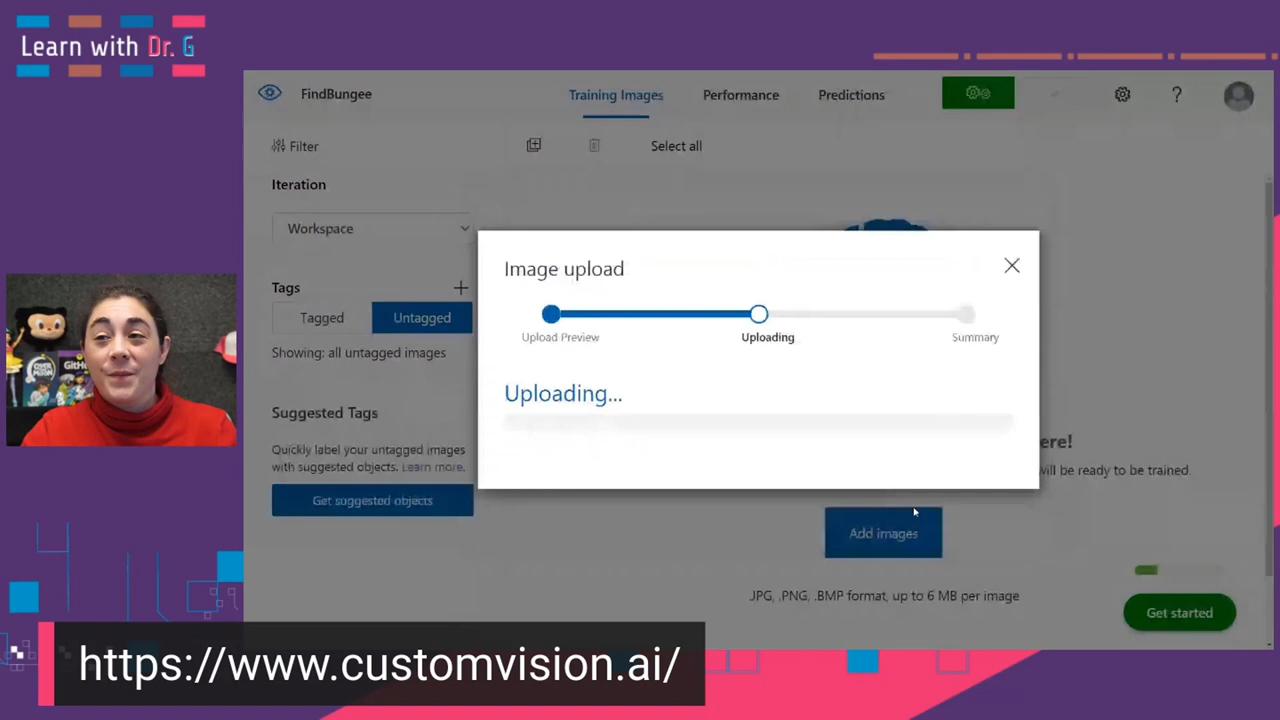 Learn with Dr. G
FindBungee
Training Images
Performance
Predictions
?
Filter
Select all
Iteration
Workspace
Tags
Tagged
Untagged
Showing: all untagged images
Suggested Tags
Quickly label your untagged images
with suggested objects. Learn more.
Get suggested objects
Image upload
Upload Preview
Uploading
Summary
Uploading...
ere!
will be ready to be trained.
Add images
JPG, .PNG, .BMP format, up to 6 MB per image
Get started
https://www.customvision.ai/